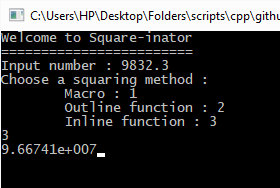 C:\Users\HP\Desktop\Folders\scripts\cpp\githu
Welcome to Square-inator
========================
Input number : 9832.3
Choose a squaring method :
Macro : 1
Outline function : 2
Inline function : 3
3
9.66741e+007